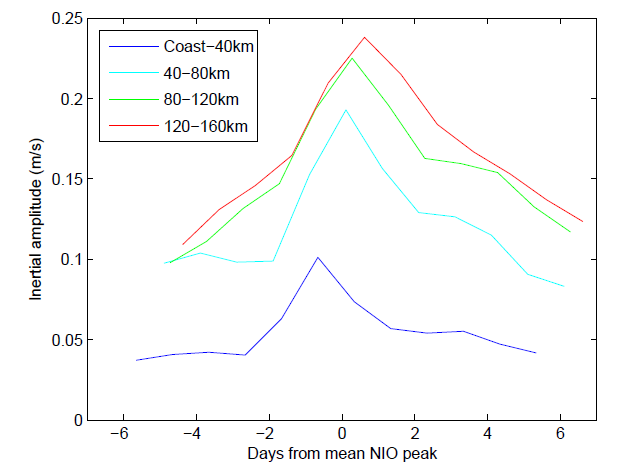 0.25
0.2
0.15
0.1
0.05
0
Inertial amplitude (m/s)
Coast−40km
40−80km
80−120km
120−160km
−6 −4 −2 0 2 4 6
Days from mean NIO peak